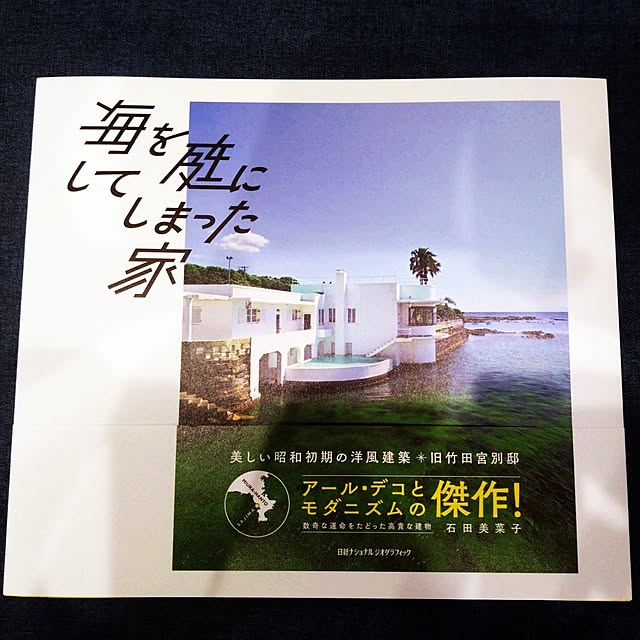 海を庭に
してしまった
家
美しい昭和初期の洋風建築＊旧竹田宮別邸
アール・デコと
モダニズムの傑作!
数奇な運命をたどった高貴な建物
石田美菜子
SAJIMA
日経ナショナル ジオグラフィック